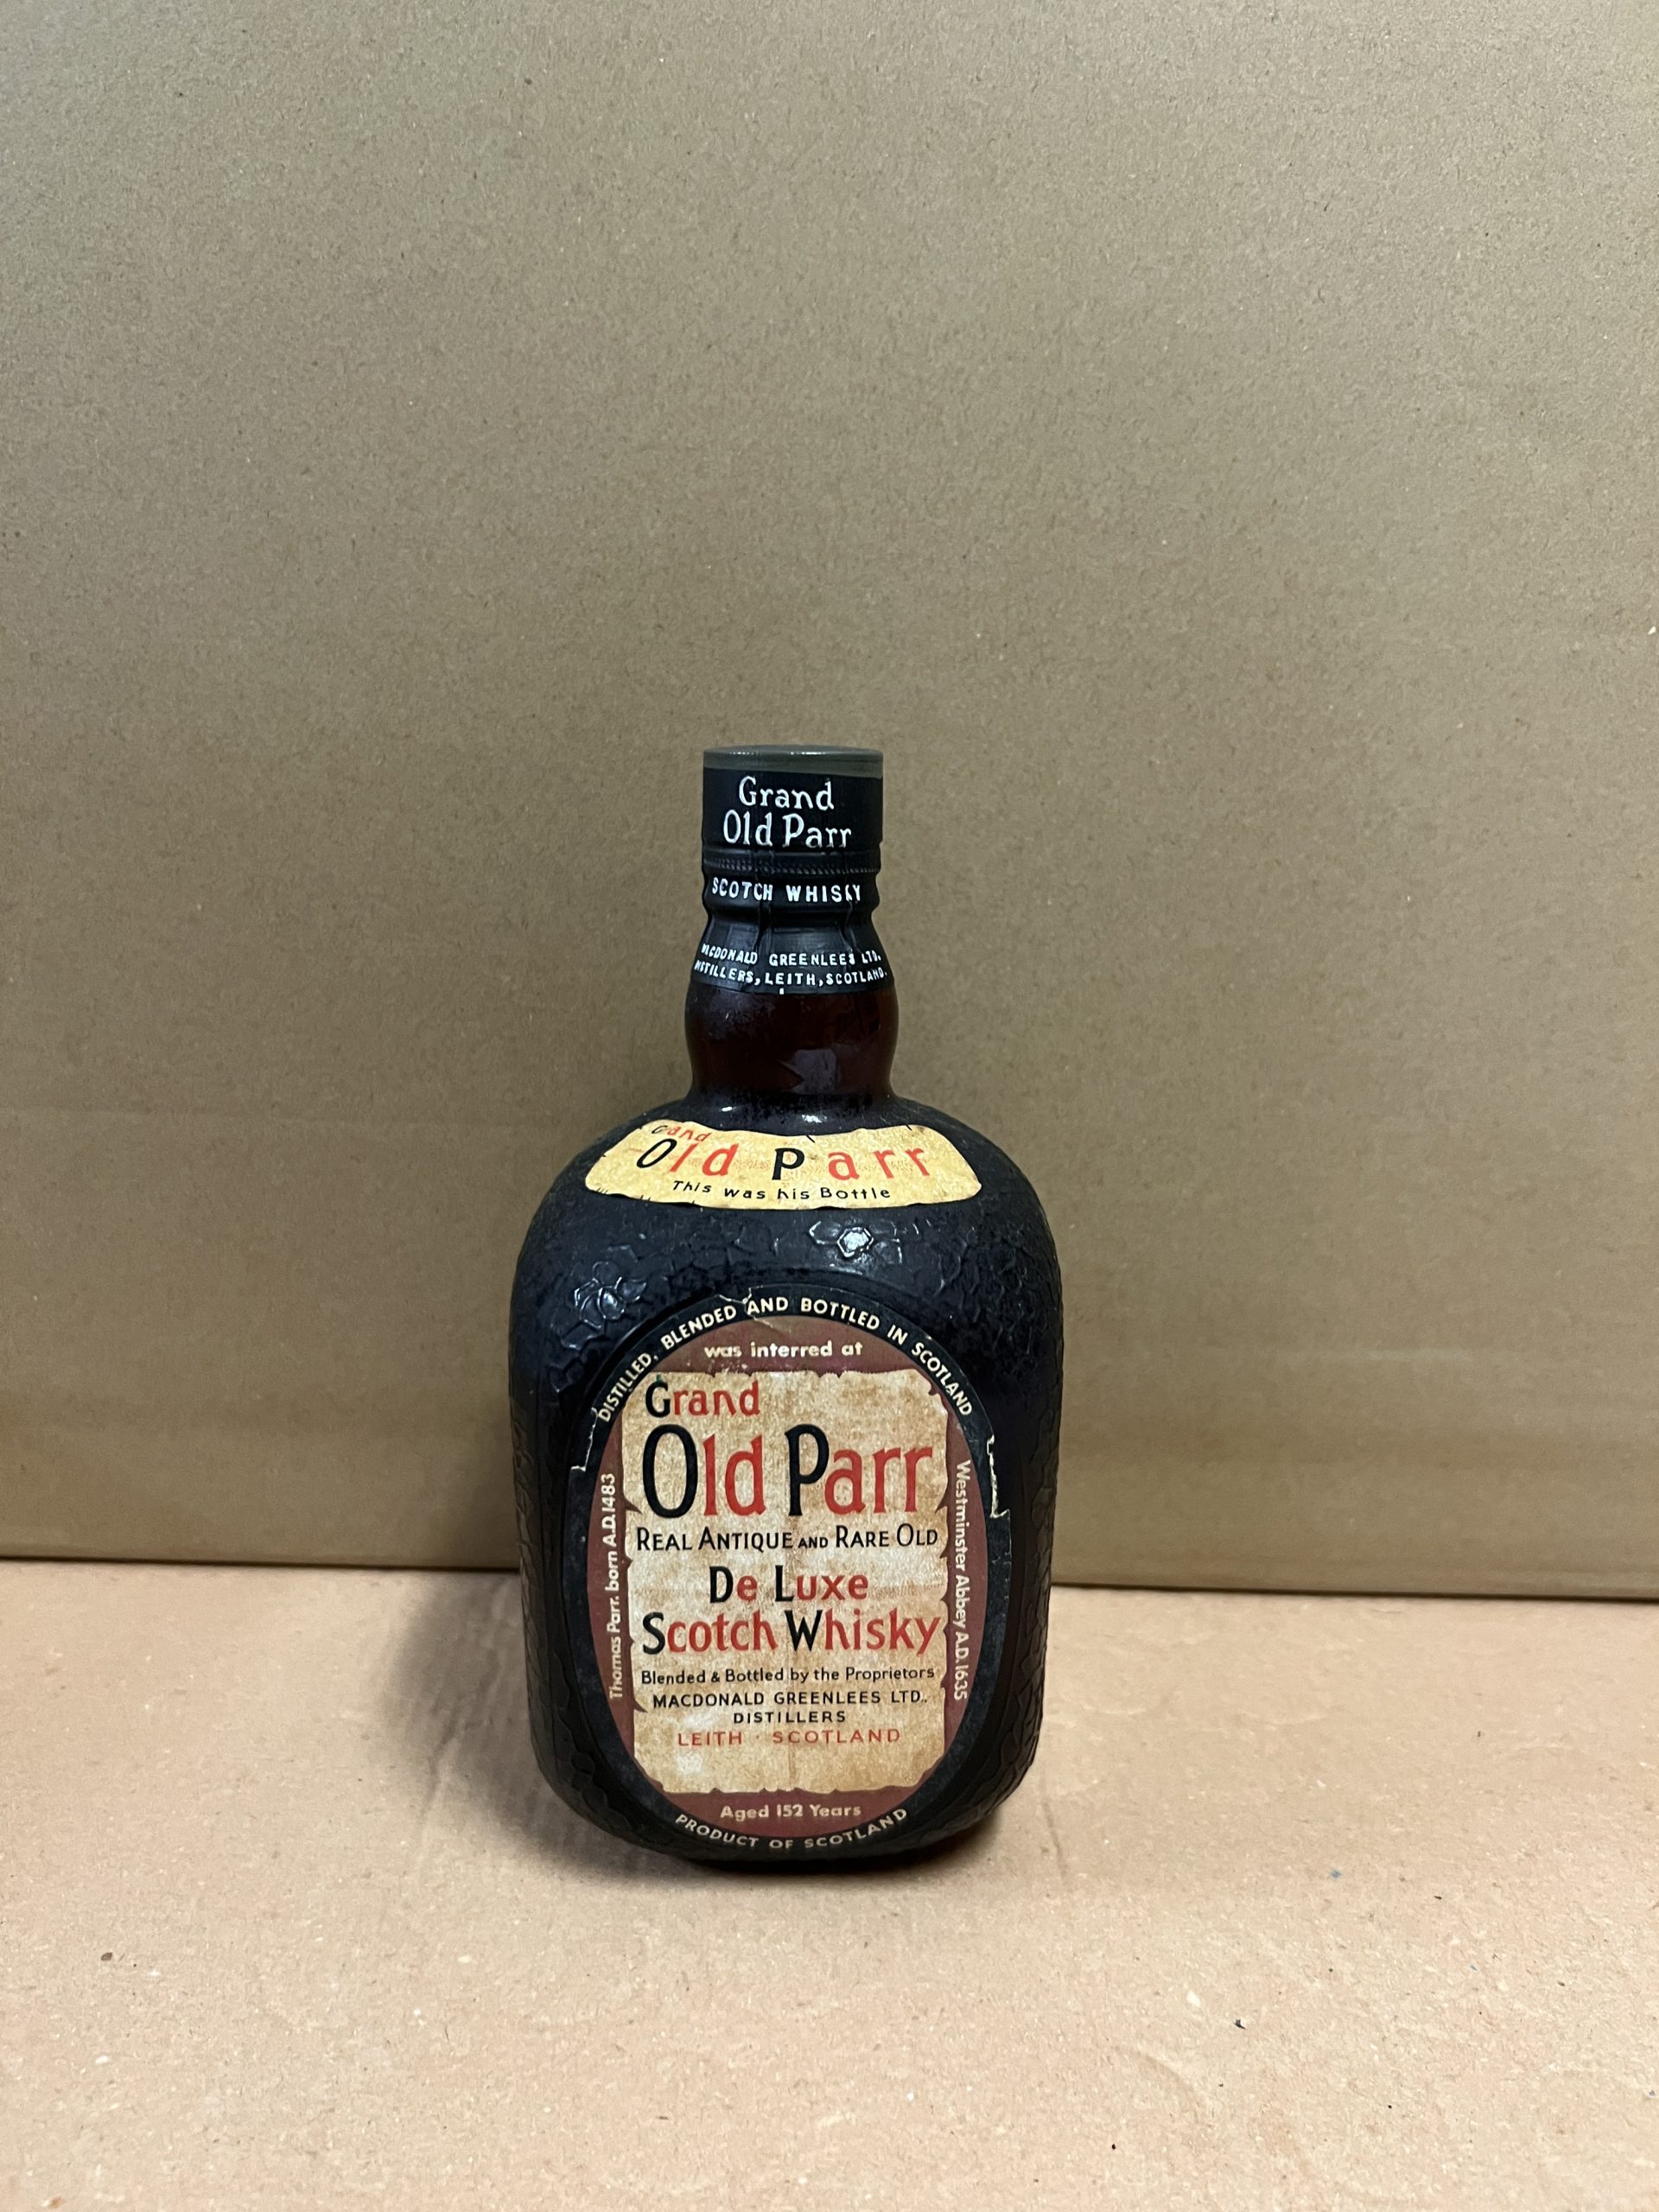 Grand
Old Parr
SCOTCH WHISKY
MACDONALD GREENLEES LTD.
DISTILLERS, LEITH, SCOTLAND.
Grand
Old Parr
This was his Bottle
DISTILLED, BLENDED AND BOTTLED IN SCOTLAND
was interred at
Thomas Parr. born A.D.1483
Westminster Abbey A.D.1635
Grand
Old Parr
REAL ANTIQUE AND RARE OLD
De Luxe
Scotch Whisky
Blended & Bottled by the Proprietors
MACDONALD GREENLEES LTD.,
DISTILLERS
LEITH · SCOTLAND
Aged 152 Years
PRODUCT OF SCOTLAND